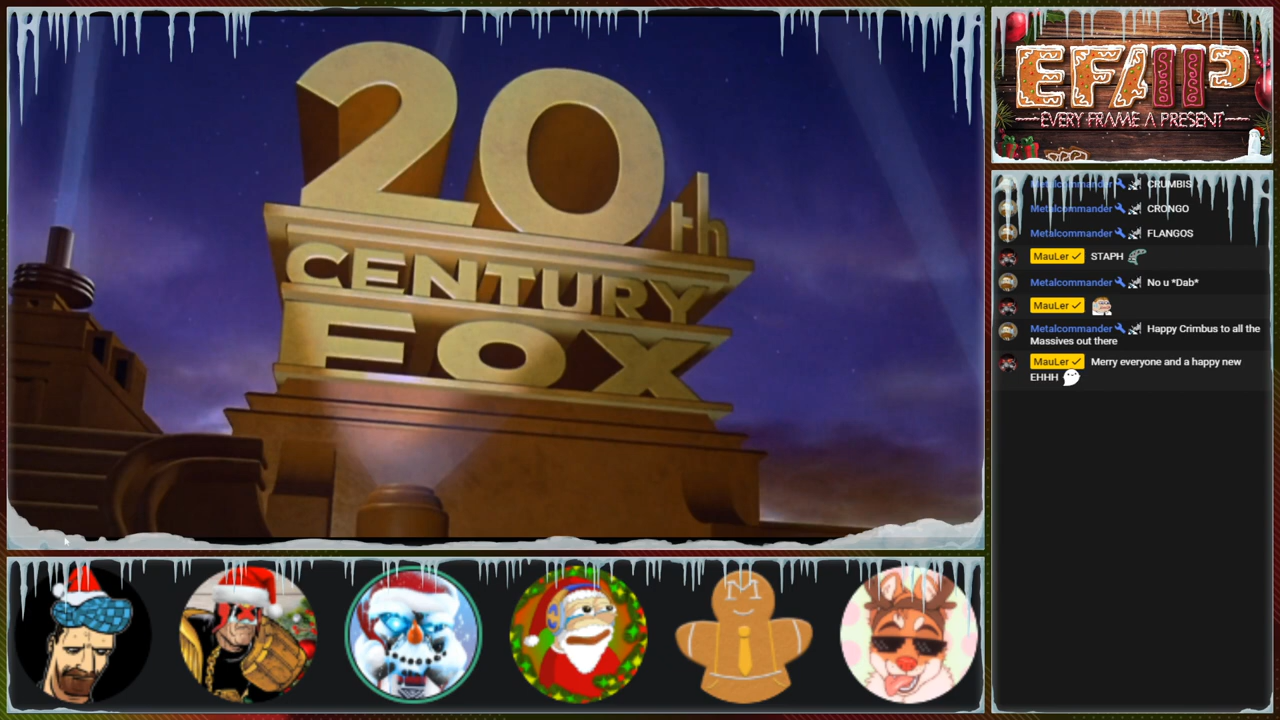 20th
CENTURY
FOX
EFAP
EVERY FRAME A PRESENT
Metalcommander CRUMBIS
Metalcommander CRONGO
Metalcommander FLANGOS
MauLer STAPH
Metalcommander No u *Dab*
MauLer
Metalcommander Happy Crimbus to all the
Massives out there
MauLer Merry everyone and a happy new
EHHH
M